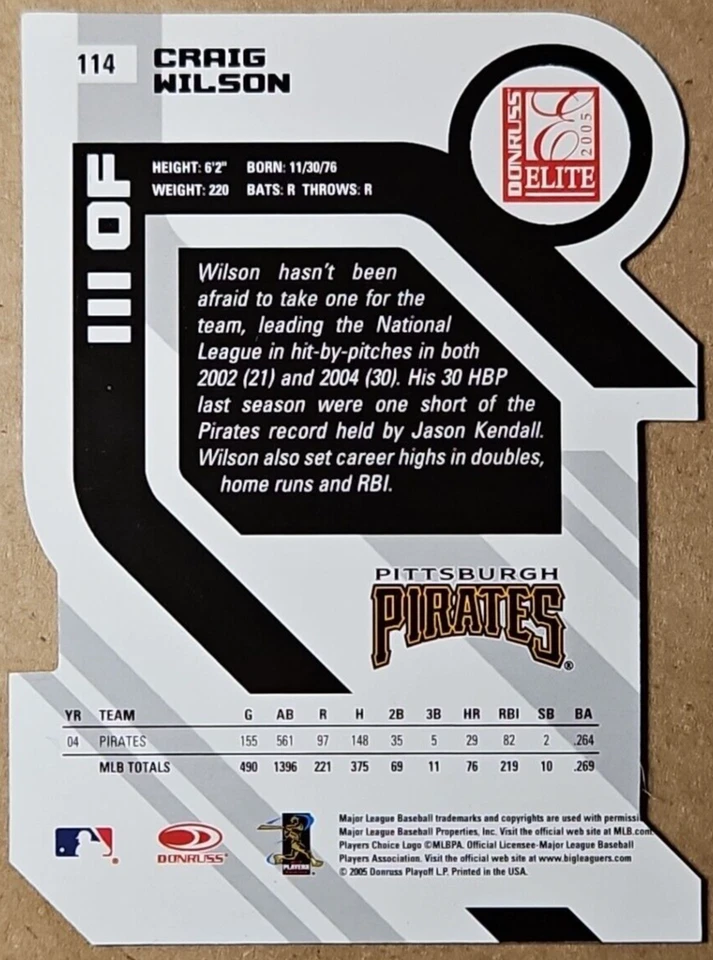 114
CRAIG
WILSON
DONRUSS
E
2005
ELITE
III OF
HEIGHT: 6'2" BORN: 11/30/76
WEIGHT: 220 BATS: R THROWS: R
Wilson hasn't been
afraid to take one for the
team, leading the National
League in hit-by-pitches in both
2002 (21) and 2004 (30). His 30 HBP
last season were one short of the
Pirates record held by Jason Kendall.
Wilson also set career highs in doubles,
home runs and RBI.
PITTSBURGH
PIRATES®
YR TEAM G AB R H 2B 3B HR RBI SB BA
04 PIRATES 155 561 97 148 35 5 29 82 2 .264
MLB TOTALS 490 1396 221 375 69 11 76 219 10 .269
DONRUSS
PLAYERS
Major League Baseball trademarks and copyrights are used with permissi
Major League Baseball Properties, Inc. Visit the official web site at MLB.com
Players Choice Logo ©MLBPA. Official Licensee-Major League Baseball
Players Association. Visit the official web site at www.bigleaguers.com
© 2005 Donruss Playoff L.P. Printed in the USA.